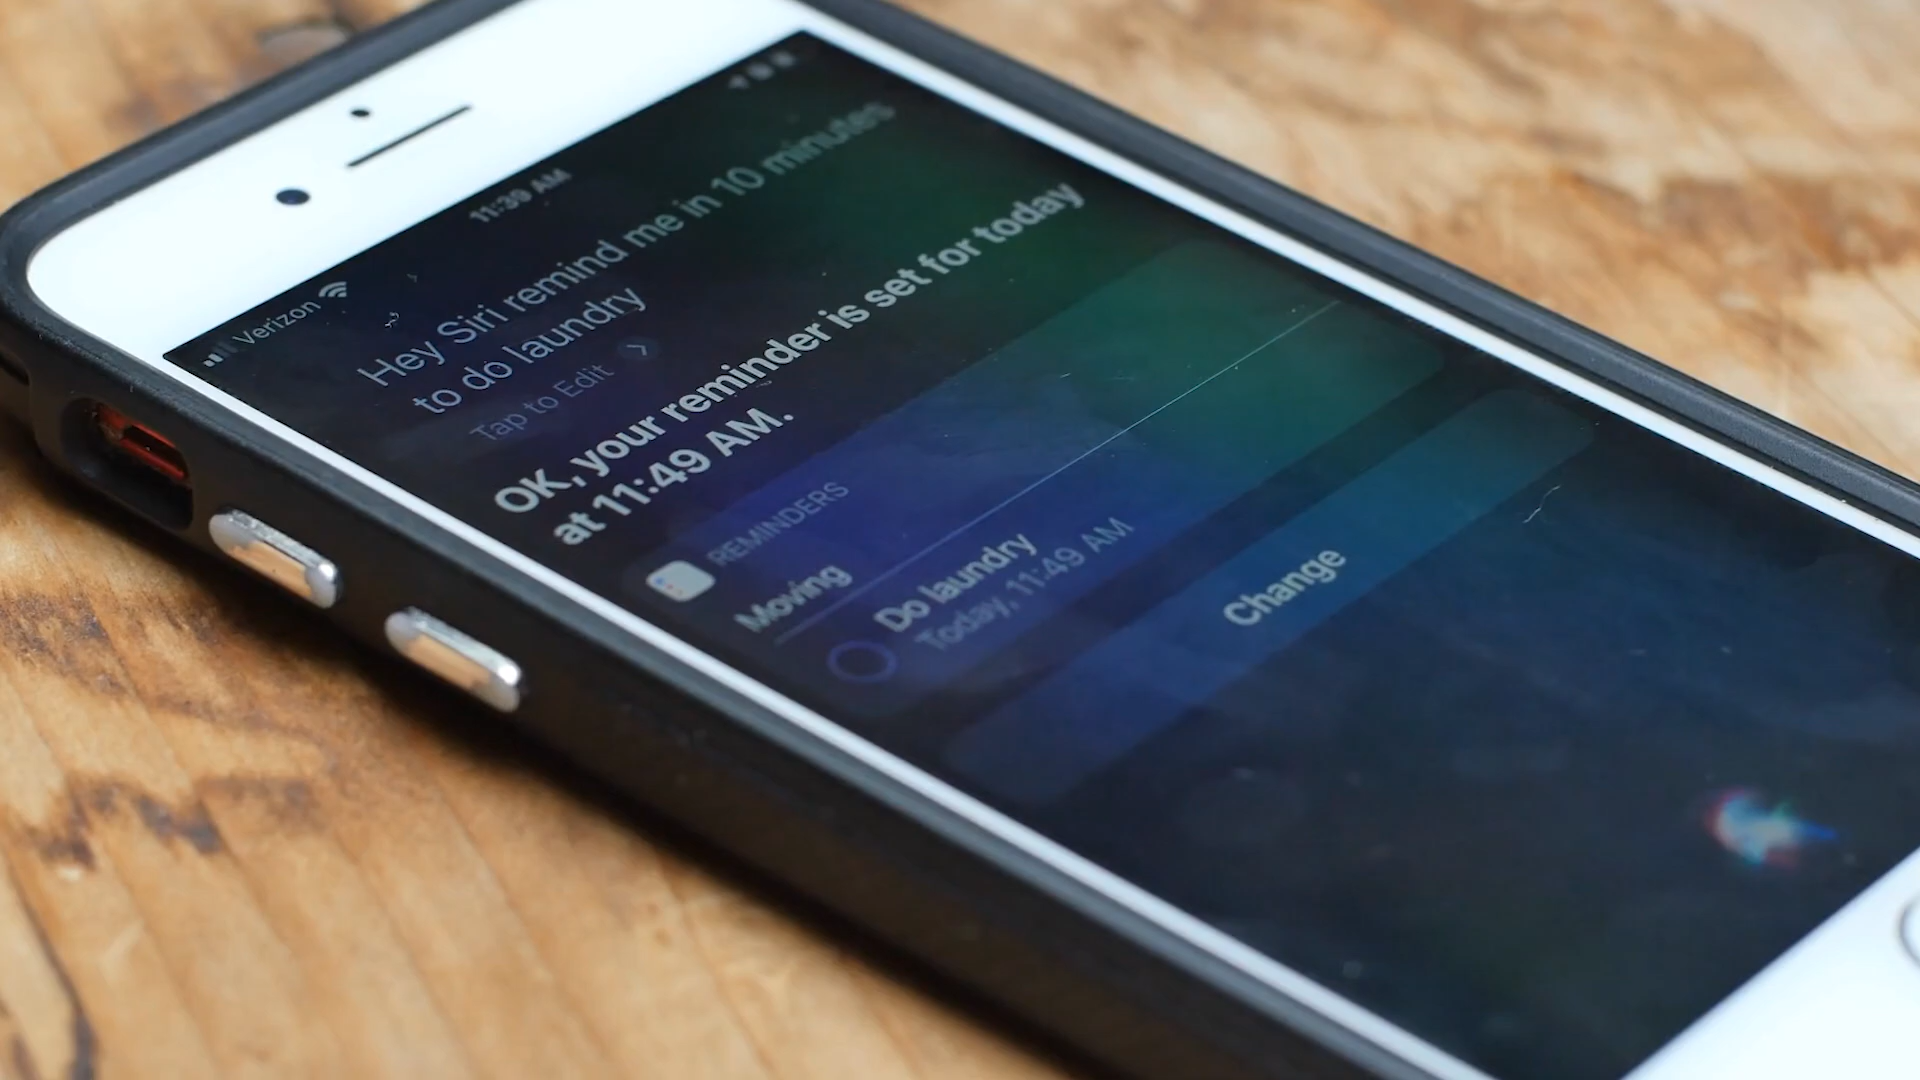 Verizon 11:39 AM
Hey Siri remind me in 10 minutes
to do laundry
Tap to Edit
OK, your reminder is set for today
at 11:49 AM.
REMINDERS
Moving
Do laundry
Today, 11:49 AM
Change